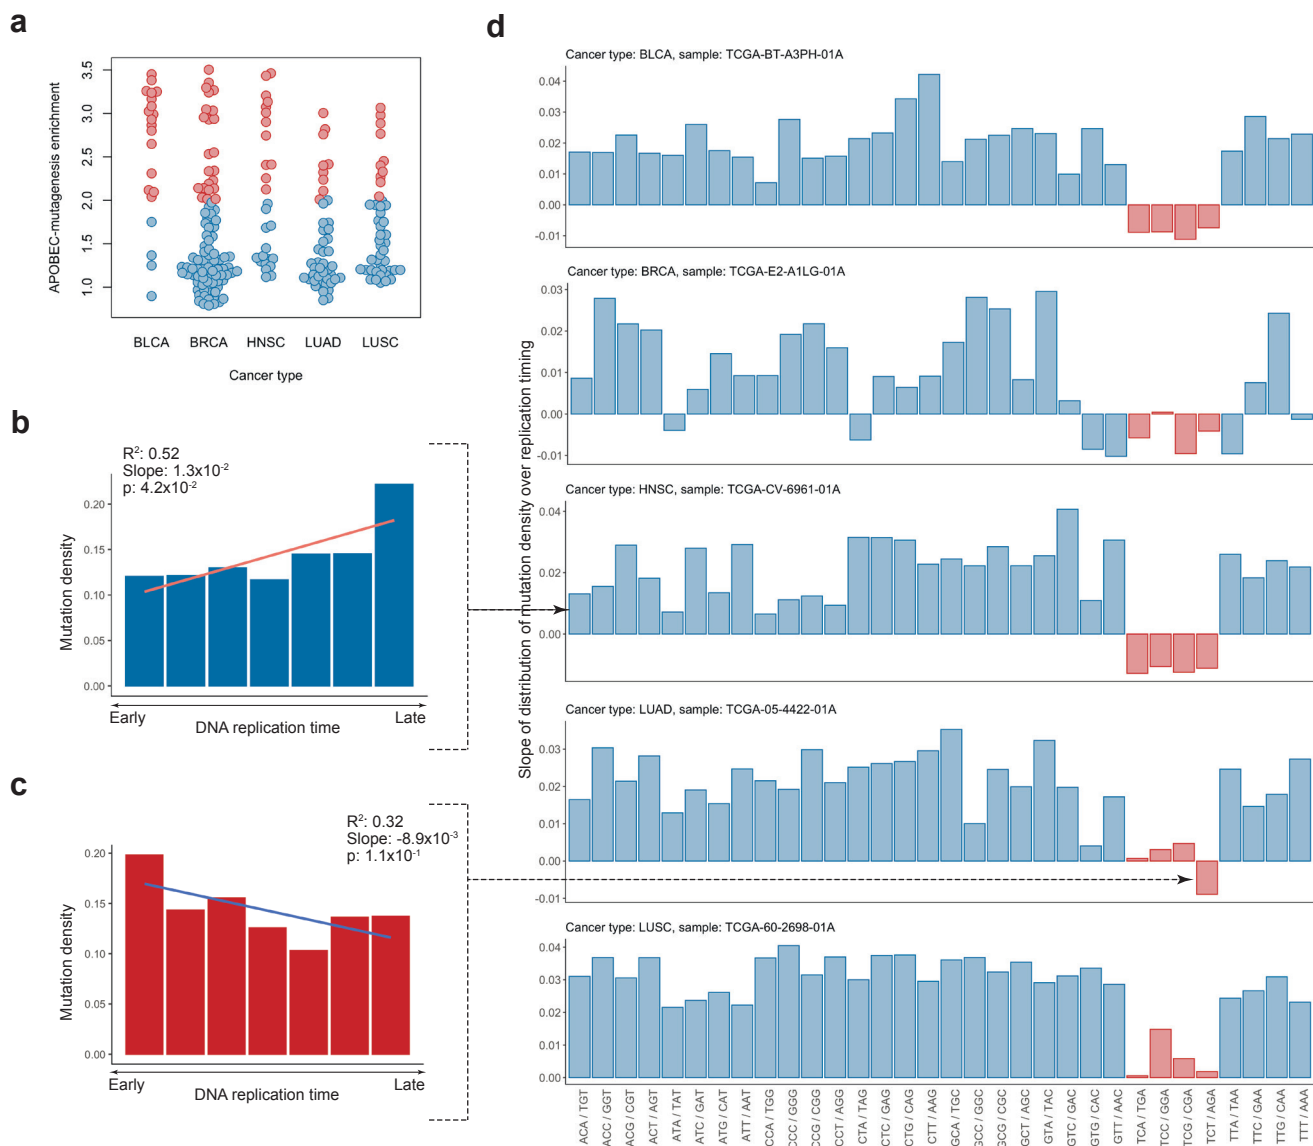 a
3.5
3.0
2.5
2.0
1.5
1.0
APOBEC-mutagenesis enrichment
BLCA BRCA HNSC LUAD LUSC
Cancer type
b
R²: 0.52
Slope: 1.3x10⁻²
p: 4.2x10⁻²
0.20
0.15
0.10
0.05
0.00
Mutation density
Early Late
DNA replication time
c
R²: 0.32
Slope: -8.9x10⁻³
p: 1.1x10⁻¹
0.20
0.15
0.10
0.05
0.00
Mutation density
Early Late
DNA replication time
d
Slope of distribution of mutation density over replication timing
Cancer type: BLCA, sample: TCGA-BT-A3PH-01A
0.04
0.03
0.02
0.01
0.00
-0.01
Cancer type: BRCA, sample: TCGA-E2-A1LG-01A
0.03
0.02
0.01
0.00
-0.01
Cancer type: HNSC, sample: TCGA-CV-6961-01A
0.04
0.02
0.00
Cancer type: LUAD, sample: TCGA-05-4422-01A
0.03
0.02
0.01
0.00
-0.01
Cancer type: LUSC, sample: TCGA-60-2698-01A
0.04
0.03
0.02
0.01
0.00
ACA / TGT
ACC / GGT
ACG / CGT
ACT / AGT
ATA / TAT
ATC / GAT
ATG / CAT
ATT / AAT
CCA / TGG
CCC / GGG
CCG / CGG
CCT / AGG
CTA / TAG
CTC / GAG
CTG / CAG
CTT / AAG
GCA / TGC
GCC / GGC
GCG / CGC
GCT / AGC
GTA / TAC
GTC / GAC
GTG / CAC
GTT / AAC
TCA / TGA
TCC / GGA
TCG / CGA
TCT / AGA
TTA / TAA
TTC / GAA
TTG / CAA
TTT / AAA